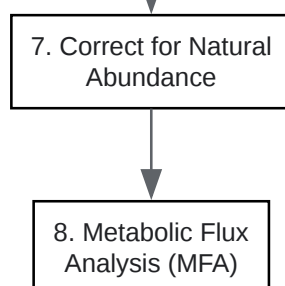 7. Correct for Natural
Abundance
8. Metabolic Flux
Analysis (MFA)